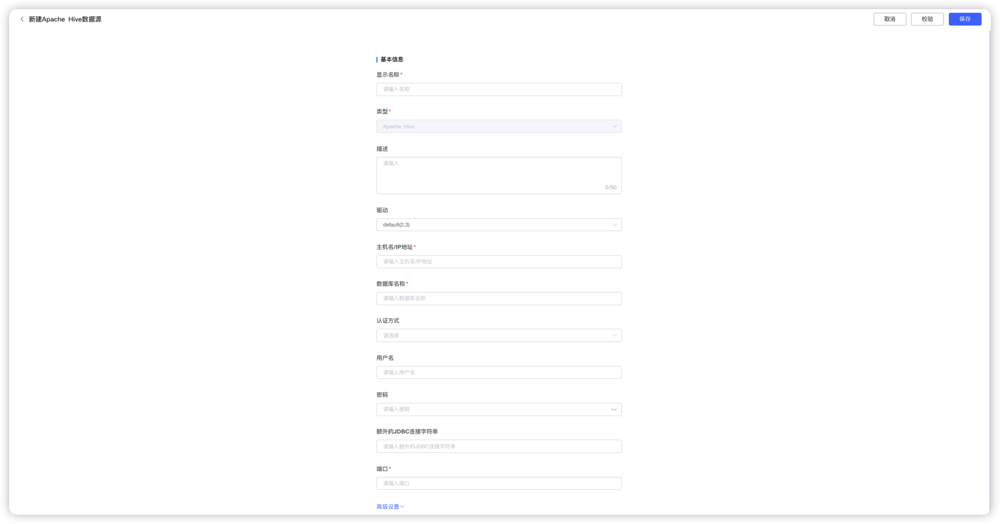 新建Apache Hive数据源
取消
校验
保存
基本信息
显示名称*
请输入名称
类型*
Apache Hive
描述
请输入
0/50
驱动
default(2,3)
主机名/IP地址*
请输入主机名/IP地址
数据库名称*
请输入数据库名称
认证方式
请选择
用户名
请输入用户名
密码
请输入密码
额外的JDBC连接字符串
请输入额外的JDBC连接字符串
端口*
请输入端口
高级设置